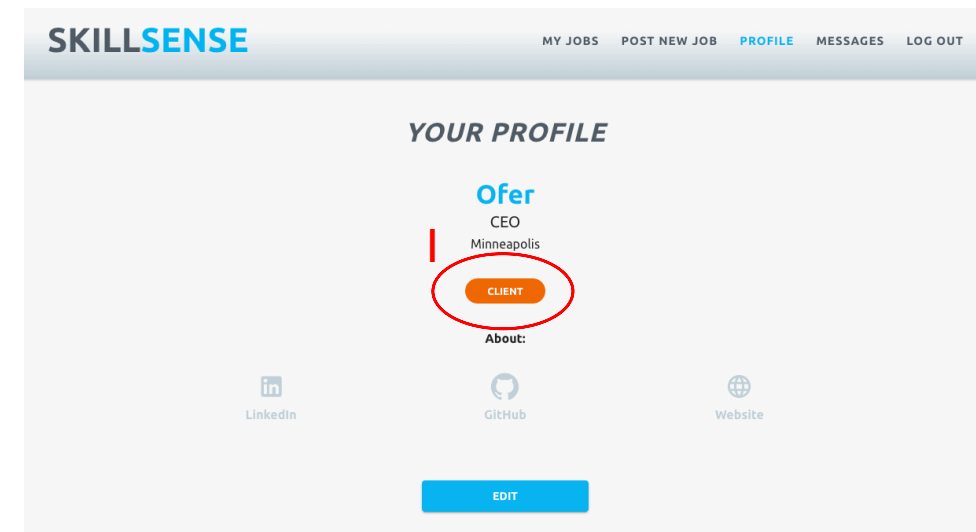 SKILLSENSE
MY JOBS POST NEW JOB PROFILE MESSAGES LOG OUT
YOUR PROFILE
Ofer
CEO
Minneapolis
CLIENT
About:
LinkedIn GitHub Website
EDIT